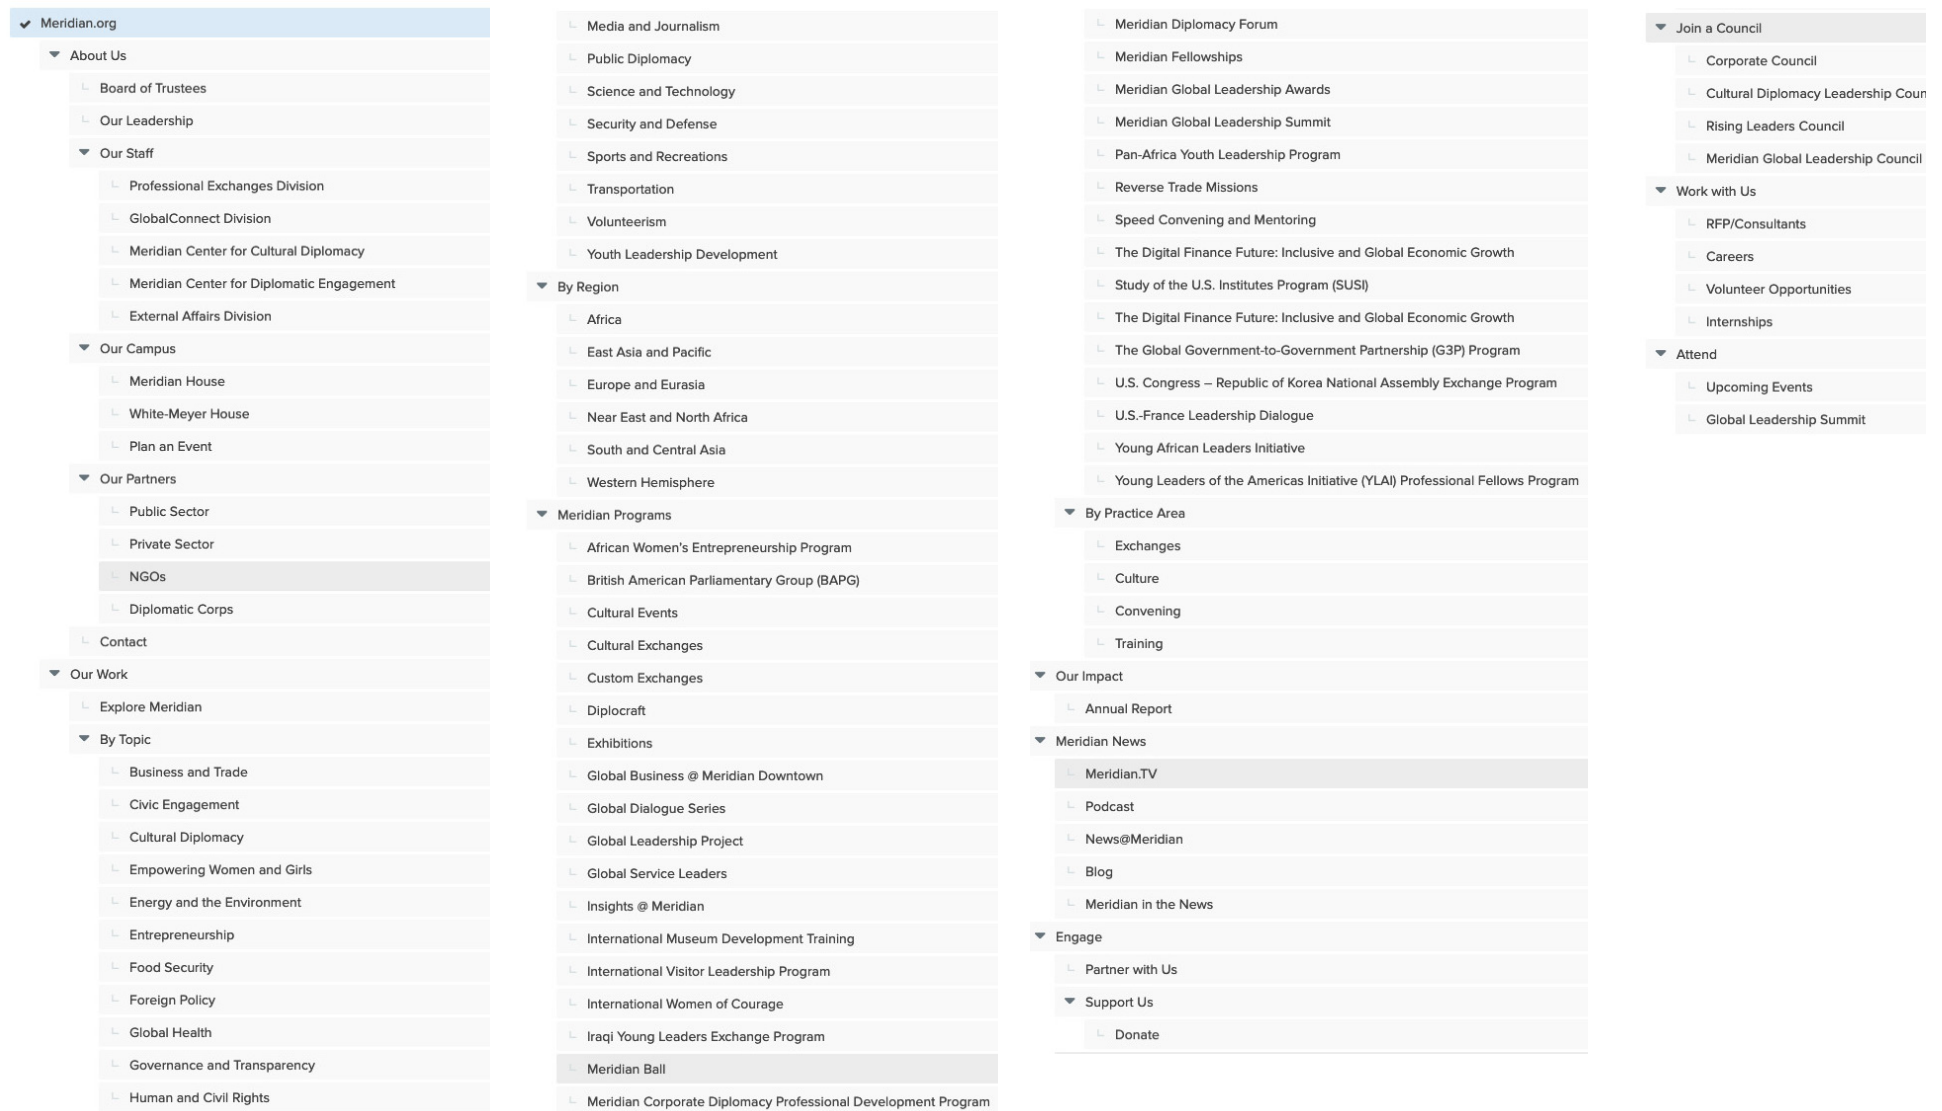 Meridian.org
About Us
Board of Trustees
Our Leadership
Our Staff
Professional Exchanges Division
GlobalConnect Division
Meridian Center for Cultural Diplomacy
Meridian Center for Diplomatic Engagement
External Affairs Division
Our Campus
Meridian House
White-Meyer House
Plan an Event
Our Partners
Public Sector
Private Sector
NGOs
Diplomatic Corps
Contact
Our Work
Explore Meridian
By Topic
Business and Trade
Civic Engagement
Cultural Diplomacy
Empowering Women and Girls
Energy and the Environment
Entrepreneurship
Food Security
Foreign Policy
Global Health
Governance and Transparency
Human and Civil Rights
Media and Journalism
Public Diplomacy
Science and Technology
Security and Defense
Sports and Recreations
Transportation
Volunteerism
Youth Leadership Development
By Region
Africa
East Asia and Pacific
Europe and Eurasia
Near East and North Africa
South and Central Asia
Western Hemisphere
Meridian Programs
African Women's Entrepreneurship Program
British American Parliamentary Group (BAPG)
Cultural Events
Cultural Exchanges
Custom Exchanges
Diplocraft
Exhibitions
Global Business @ Meridian Downtown
Global Dialogue Series
Global Leadership Project
Global Service Leaders
Insights @ Meridian
International Museum Development Training
International Visitor Leadership Program
International Women of Courage
Iraqi Young Leaders Exchange Program
Meridian Ball
Meridian Corporate Diplomacy Professional Development Program
Meridian Diplomacy Forum
Meridian Fellowships
Meridian Global Leadership Awards
Meridian Global Leadership Summit
Pan-Africa Youth Leadership Program
Reverse Trade Missions
Speed Convening and Mentoring
The Digital Finance Future: Inclusive and Global Economic Growth
Study of the U.S. Institutes Program (SUSI)
The Digital Finance Future: Inclusive and Global Economic Growth
The Global Government-to-Government Partnership (G3P) Program
U.S. Congress – Republic of Korea National Assembly Exchange Program
U.S.-France Leadership Dialogue
Young African Leaders Initiative
Young Leaders of the Americas Initiative (YLAI) Professional Fellows Program
By Practice Area
Exchanges
Culture
Convening
Training
Our Impact
Annual Report
Meridian News
Meridian.TV
Podcast
News@Meridian
Blog
Meridian in the News
Engage
Partner with Us
Support Us
Donate
Join a Council
Corporate Council
Cultural Diplomacy Leadership Coun
Rising Leaders Council
Meridian Global Leadership Council
Work with Us
RFP/Consultants
Careers
Volunteer Opportunities
Internships
Attend
Upcoming Events
Global Leadership Summit